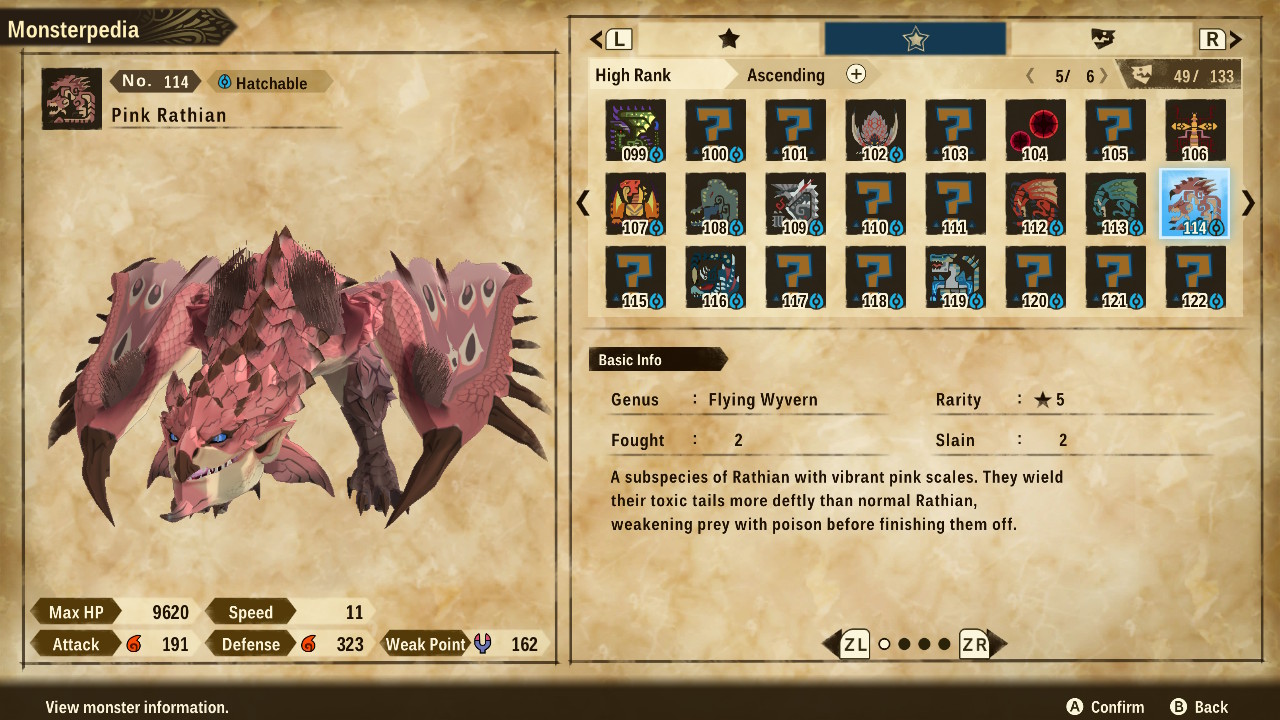 Monsterpedia
No. 114
Hatchable
Pink Rathian
L
R
High Rank
Ascending
5/ 6
49/ 133
099
?
100
?
101
102
?
103
104
?
105
106
107
108
109
?
110
?
111
112
113
114
?
115
116
?
117
?
118
119
?
120
?
121
?
122
Basic Info
Genus : Flying Wyvern
Rarity : ★ 5
Fought : 2
Slain : 2
A subspecies of Rathian with vibrant pink scales. They wield
their toxic tails more deftly than normal Rathian,
weakening prey with poison before finishing them off.
Max HP 9620
Speed 11
Attack 191
Defense 323
Weak Point 162
ZL
ZR
View monster information.
A Confirm
B Back